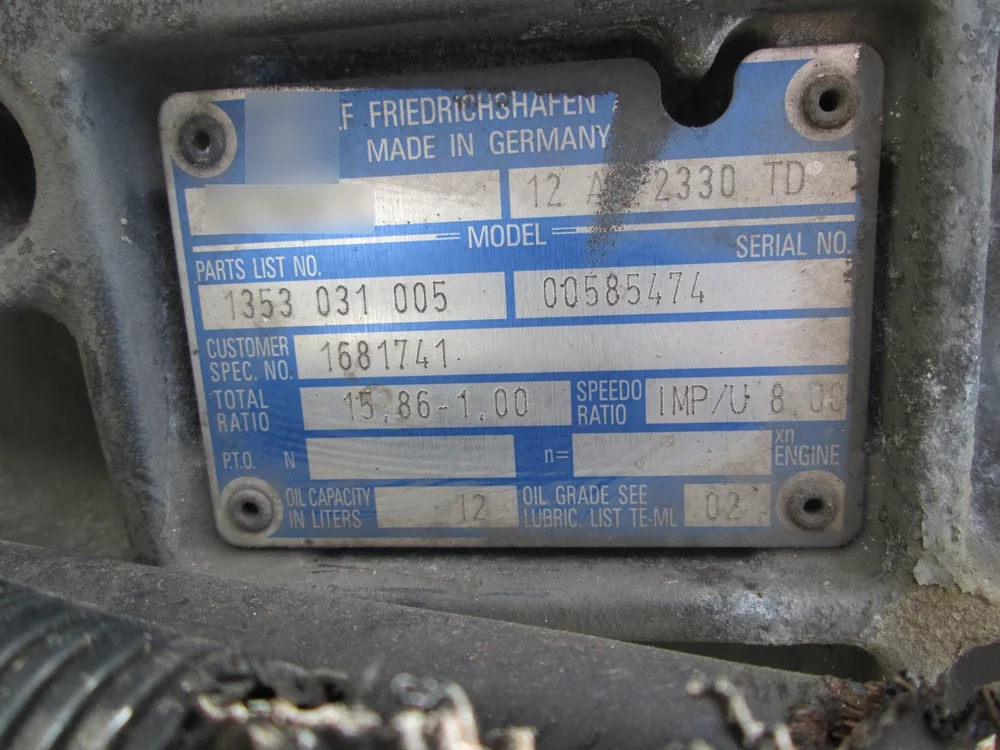 F FRIEDRICHSHAFEN
MADE IN GERMANY
12 A 2330 TD
MODEL
SERIAL NO.
PARTS LIST NO.
1353 031 005
00585474
CUSTOMER
SPEC. NO.
1681741
TOTAL
RATIO
15,86-1,00
SPEEDO
RATIO
IMP/U 8,00
P.T.O. N
n=
xn
ENGINE
OIL CAPACITY
IN LITERS
12
OIL GRADE SEE
LUBRIC. LIST TE-ML
02